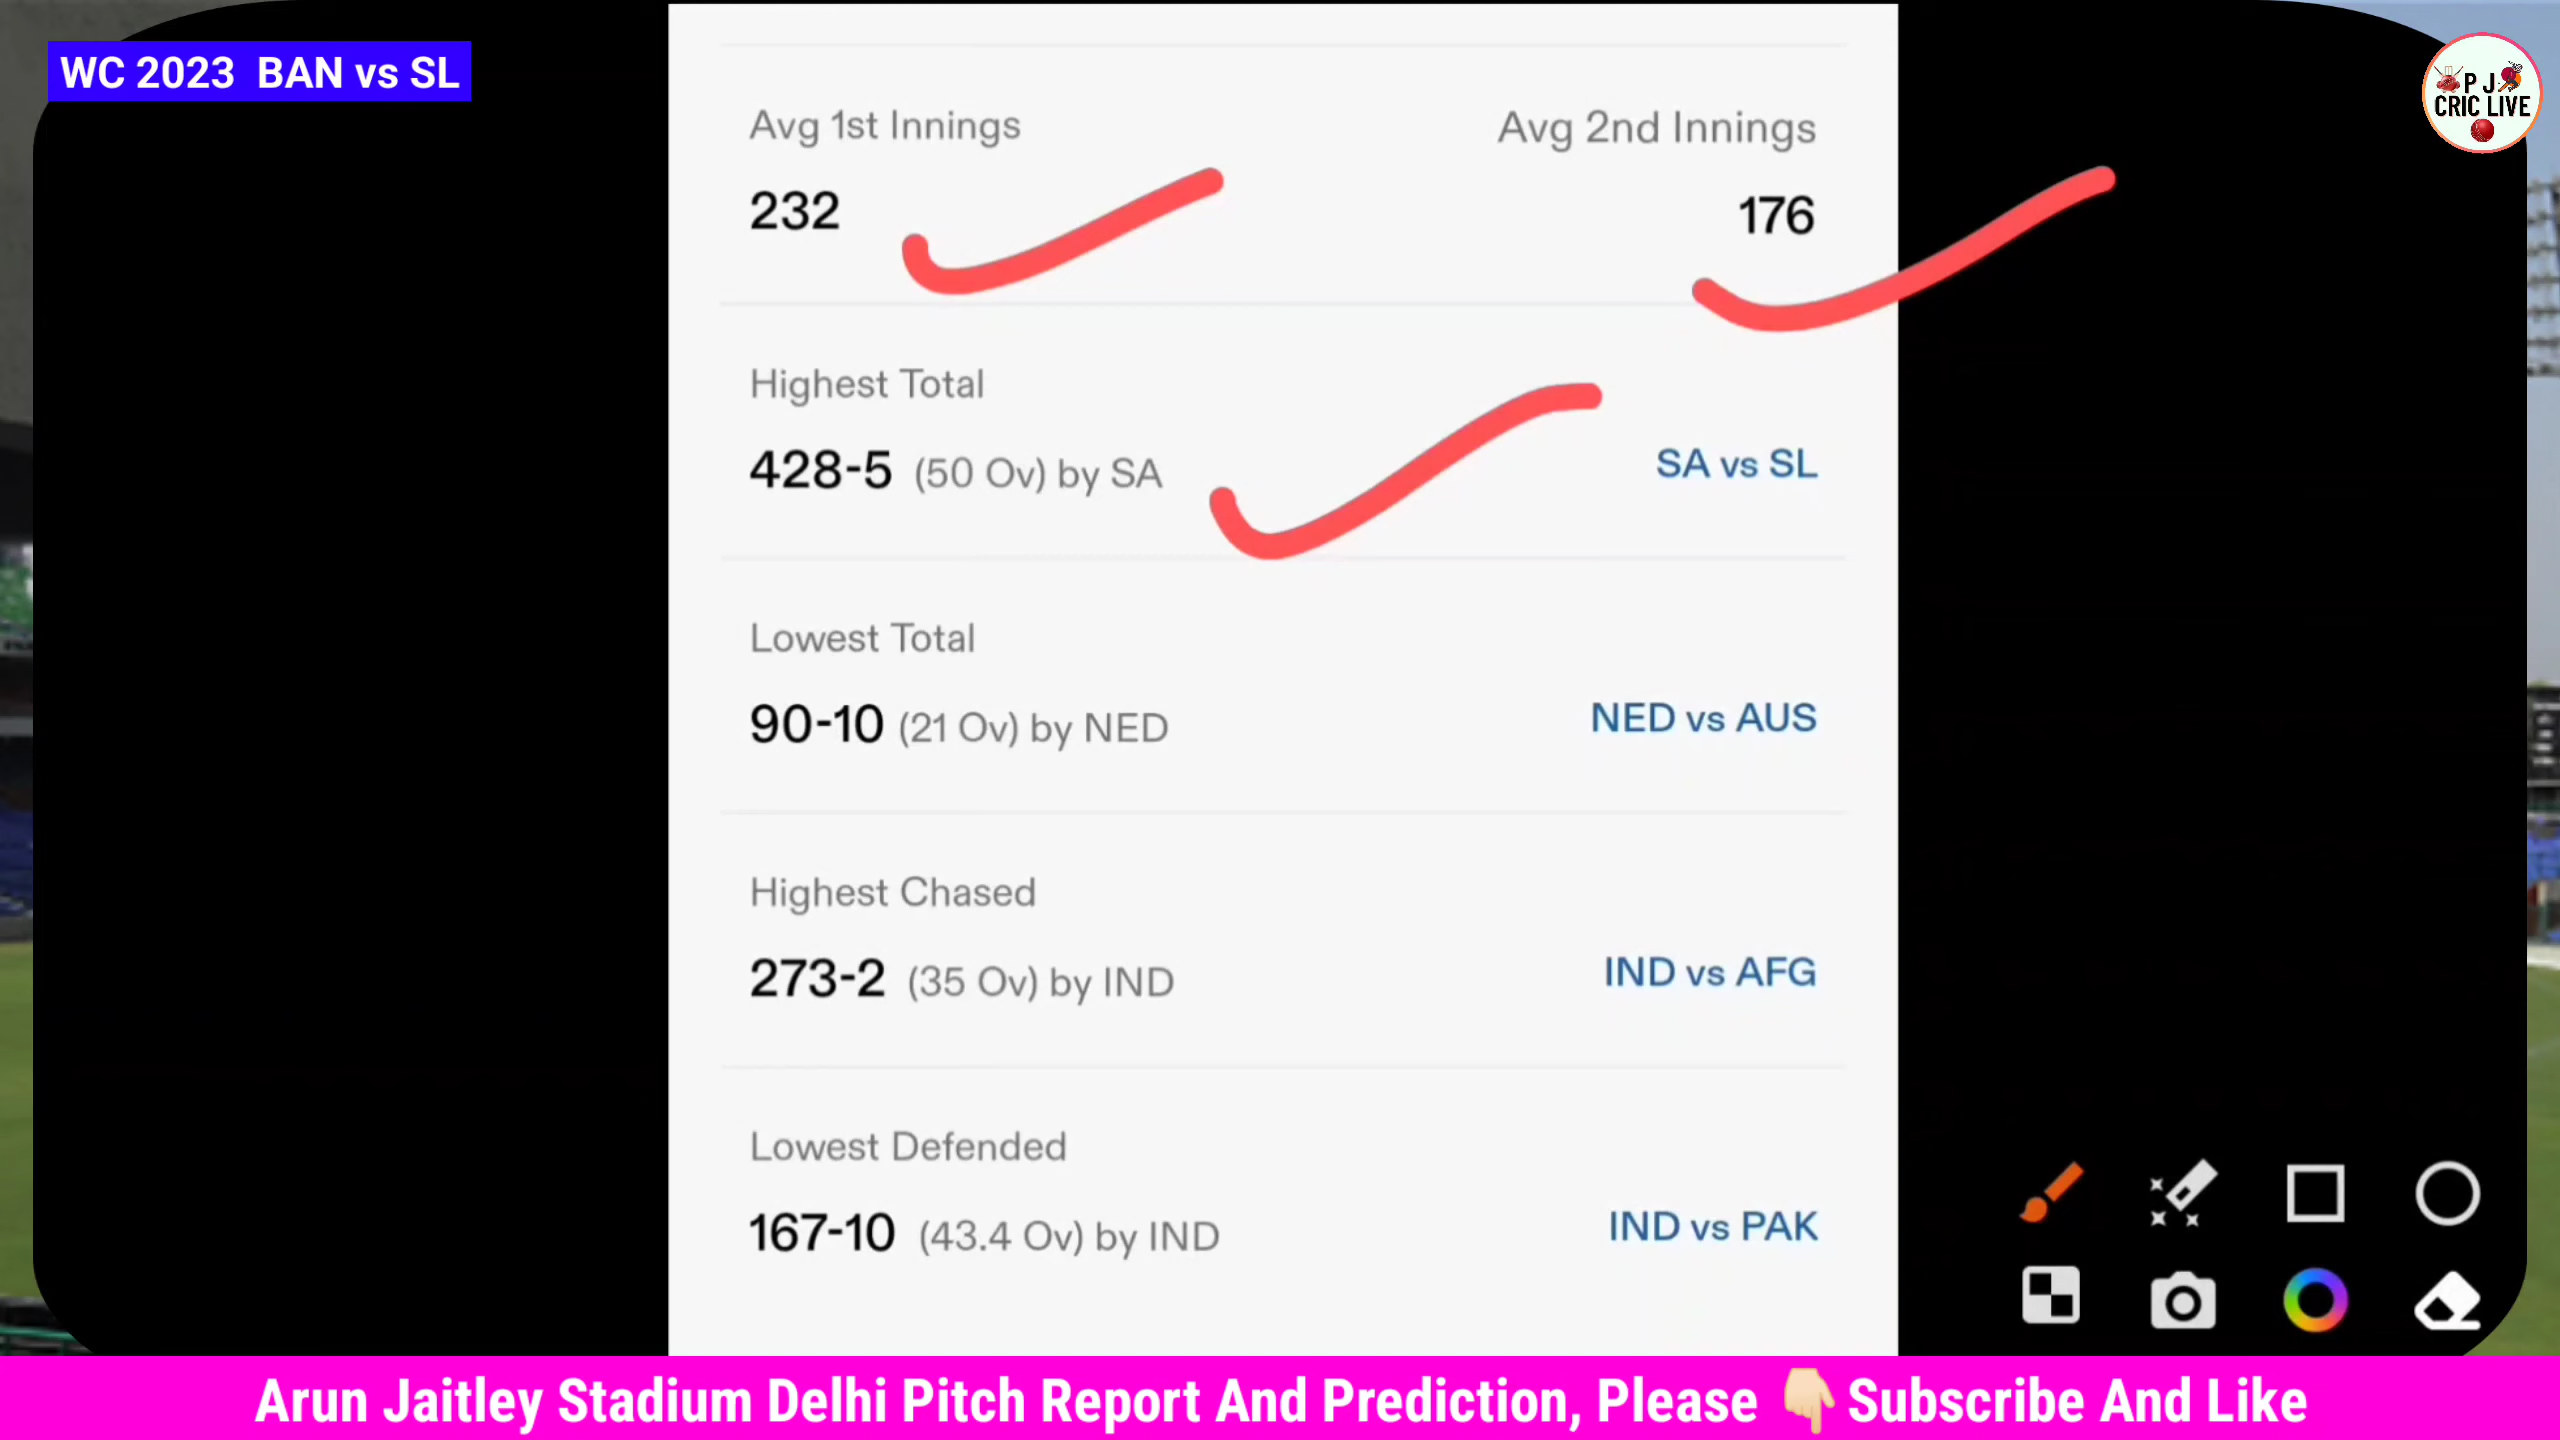 WC 2023 BAN vs SL
P J
CRIC LIVE
Avg 1st Innings
Avg 2nd Innings
232
176
Highest Total
428-5 (50 Ov) by SA
SA vs SL
Lowest Total
90-10 (21 Ov) by NED
NED vs AUS
Highest Chased
273-2 (35 Ov) by IND
IND vs AFG
Lowest Defended
167-10 (43.4 Ov) by IND
IND vs PAK
Arun Jaitley Stadium Delhi Pitch Report And Prediction, Please 👇 Subscribe And Like